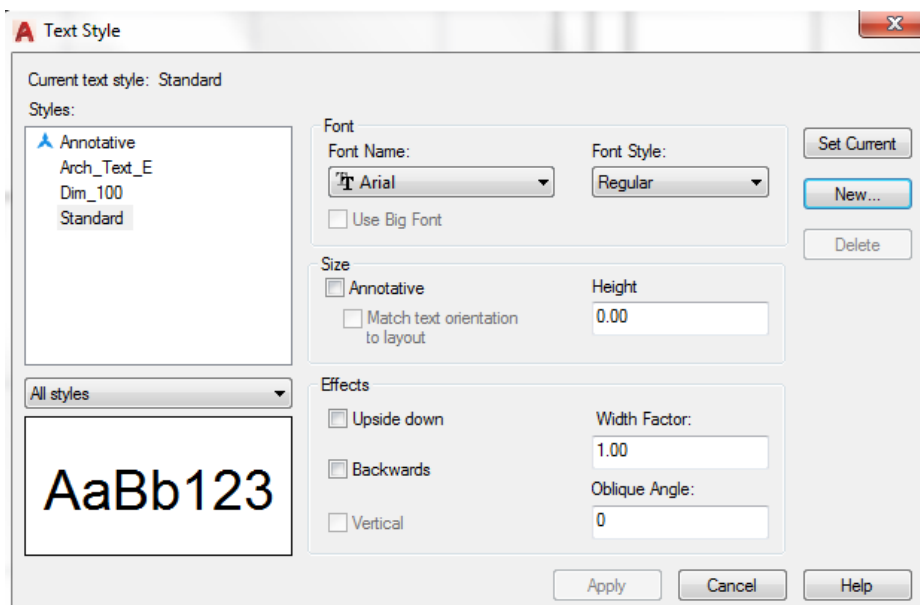 Text Style
Current text style: Standard
Styles:
Annotative
Arch_Text_E
Dim_100
Standard
All styles
AaBb123
Font
Font Name:
Arial
Font Style:
Regular
Use Big Font
Size
Annotative
Match text orientation
to layout
Height
0.00
Effects
Upside down
Backwards
Vertical
Width Factor:
1.00
Oblique Angle:
0
Set Current
New...
Delete
Apply
Cancel
Help